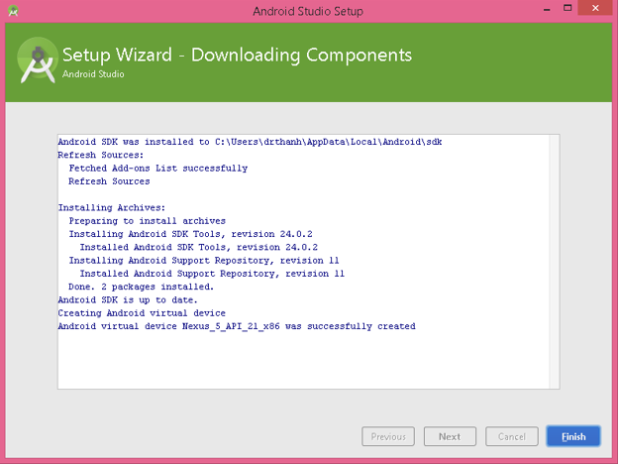 Android Studio Setup
Setup Wizard - Downloading Components
Android Studio
Android SDK was installed to C:\Users\drthanh\AppData\Local\Android\sdk
Refresh Sources:
Fetched Add-ons List successfully
Refresh Sources
Installing Archives:
Preparing to install archives
Installing Android SDK Tools, revision 24.0.2
Installed Android SDK Tools, revision 24.0.2
Installing Android Support Repository, revision 11
Installed Android Support Repository, revision 11
Done. 2 packages installed.
Android SDK is up to date.
Creating Android virtual device
Android virtual device Nexus_5_API_21_x86 was successfully created
Previous Next Cancel Finish